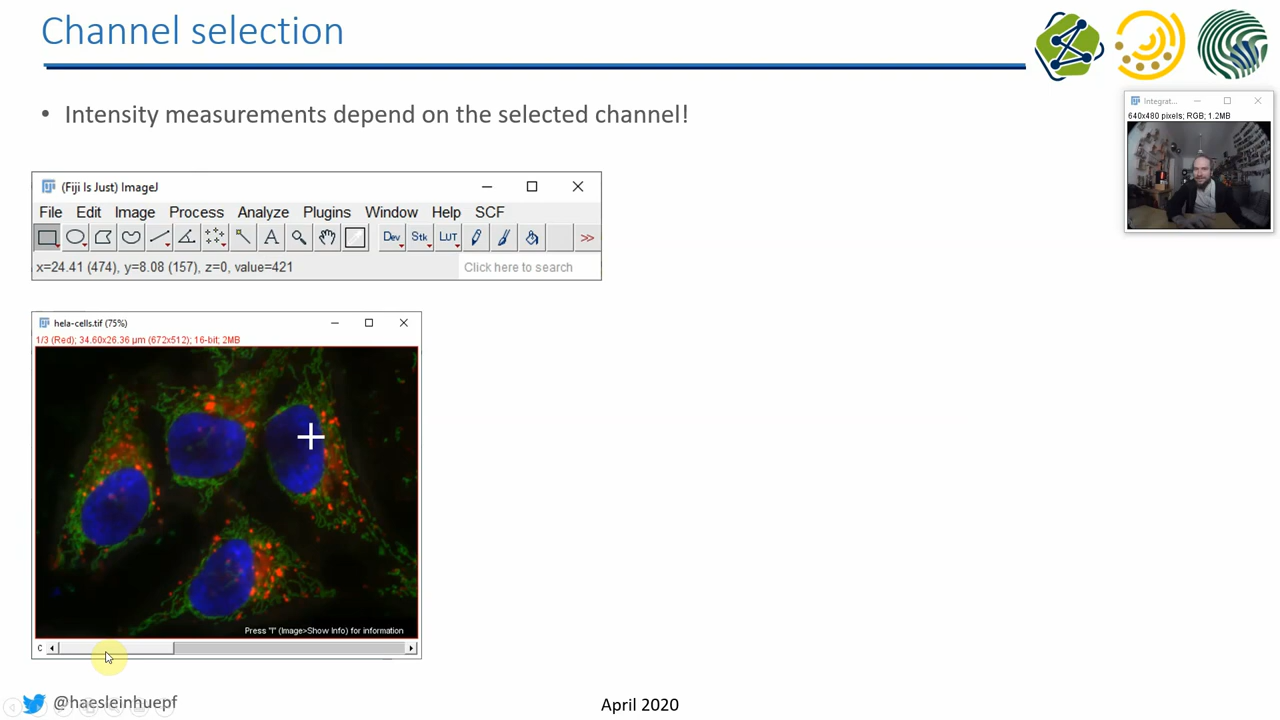 Channel selection
• Intensity measurements depend on the selected channel!
Integrat...
640x480 pixels; RGB; 1.2MB
(Fiji Is Just) ImageJ
File Edit Image Process Analyze Plugins Window Help SCF
A Dev Stk LUT >>
x=24.41 (474), y=8.08 (157), z=0, value=421
Click here to search
hela-cells.tif (75%)
1/3 (Red); 34.60x26.36 µm (672x512); 16-bit; 2MB
Press "I" (Image>Show Info) for information
C
@haesleinhuepf
April 2020